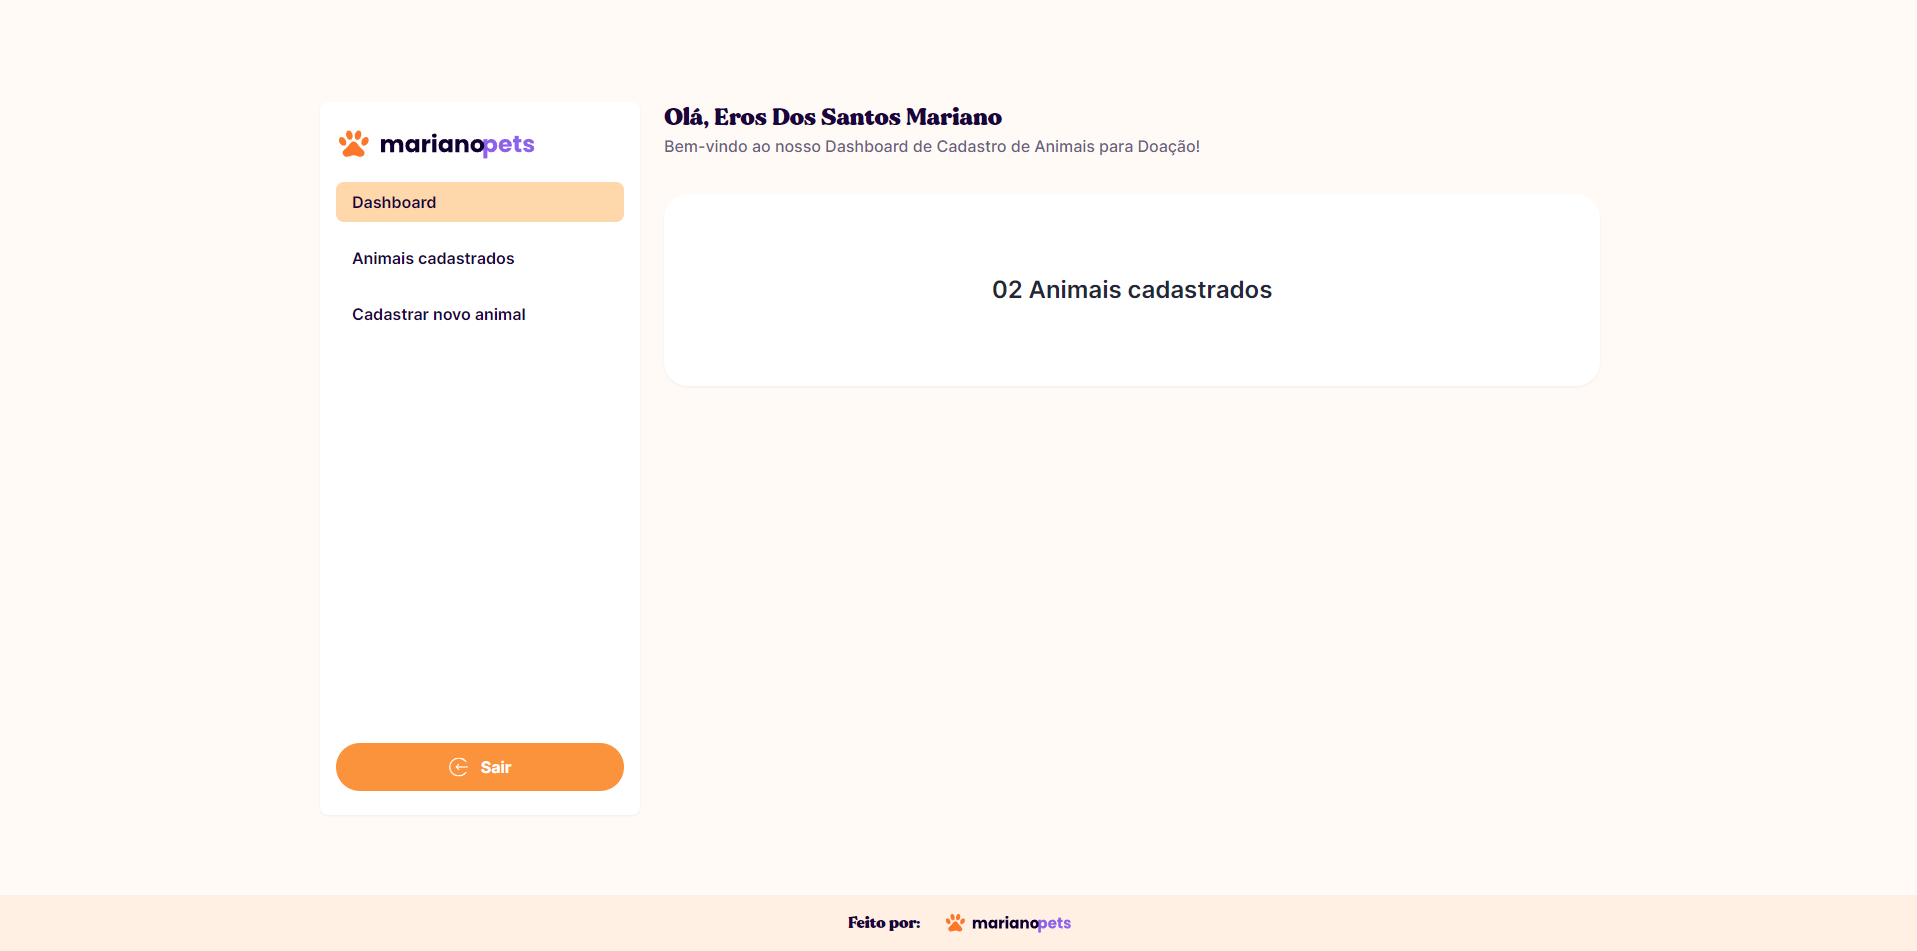 marianopets
Dashboard
Animais cadastrados
Cadastrar novo animal
Sair
Olá, Eros Dos Santos Mariano
Bem-vindo ao nosso Dashboard de Cadastro de Animais para Doação!
02 Animais cadastrados
Feito por: marianopets